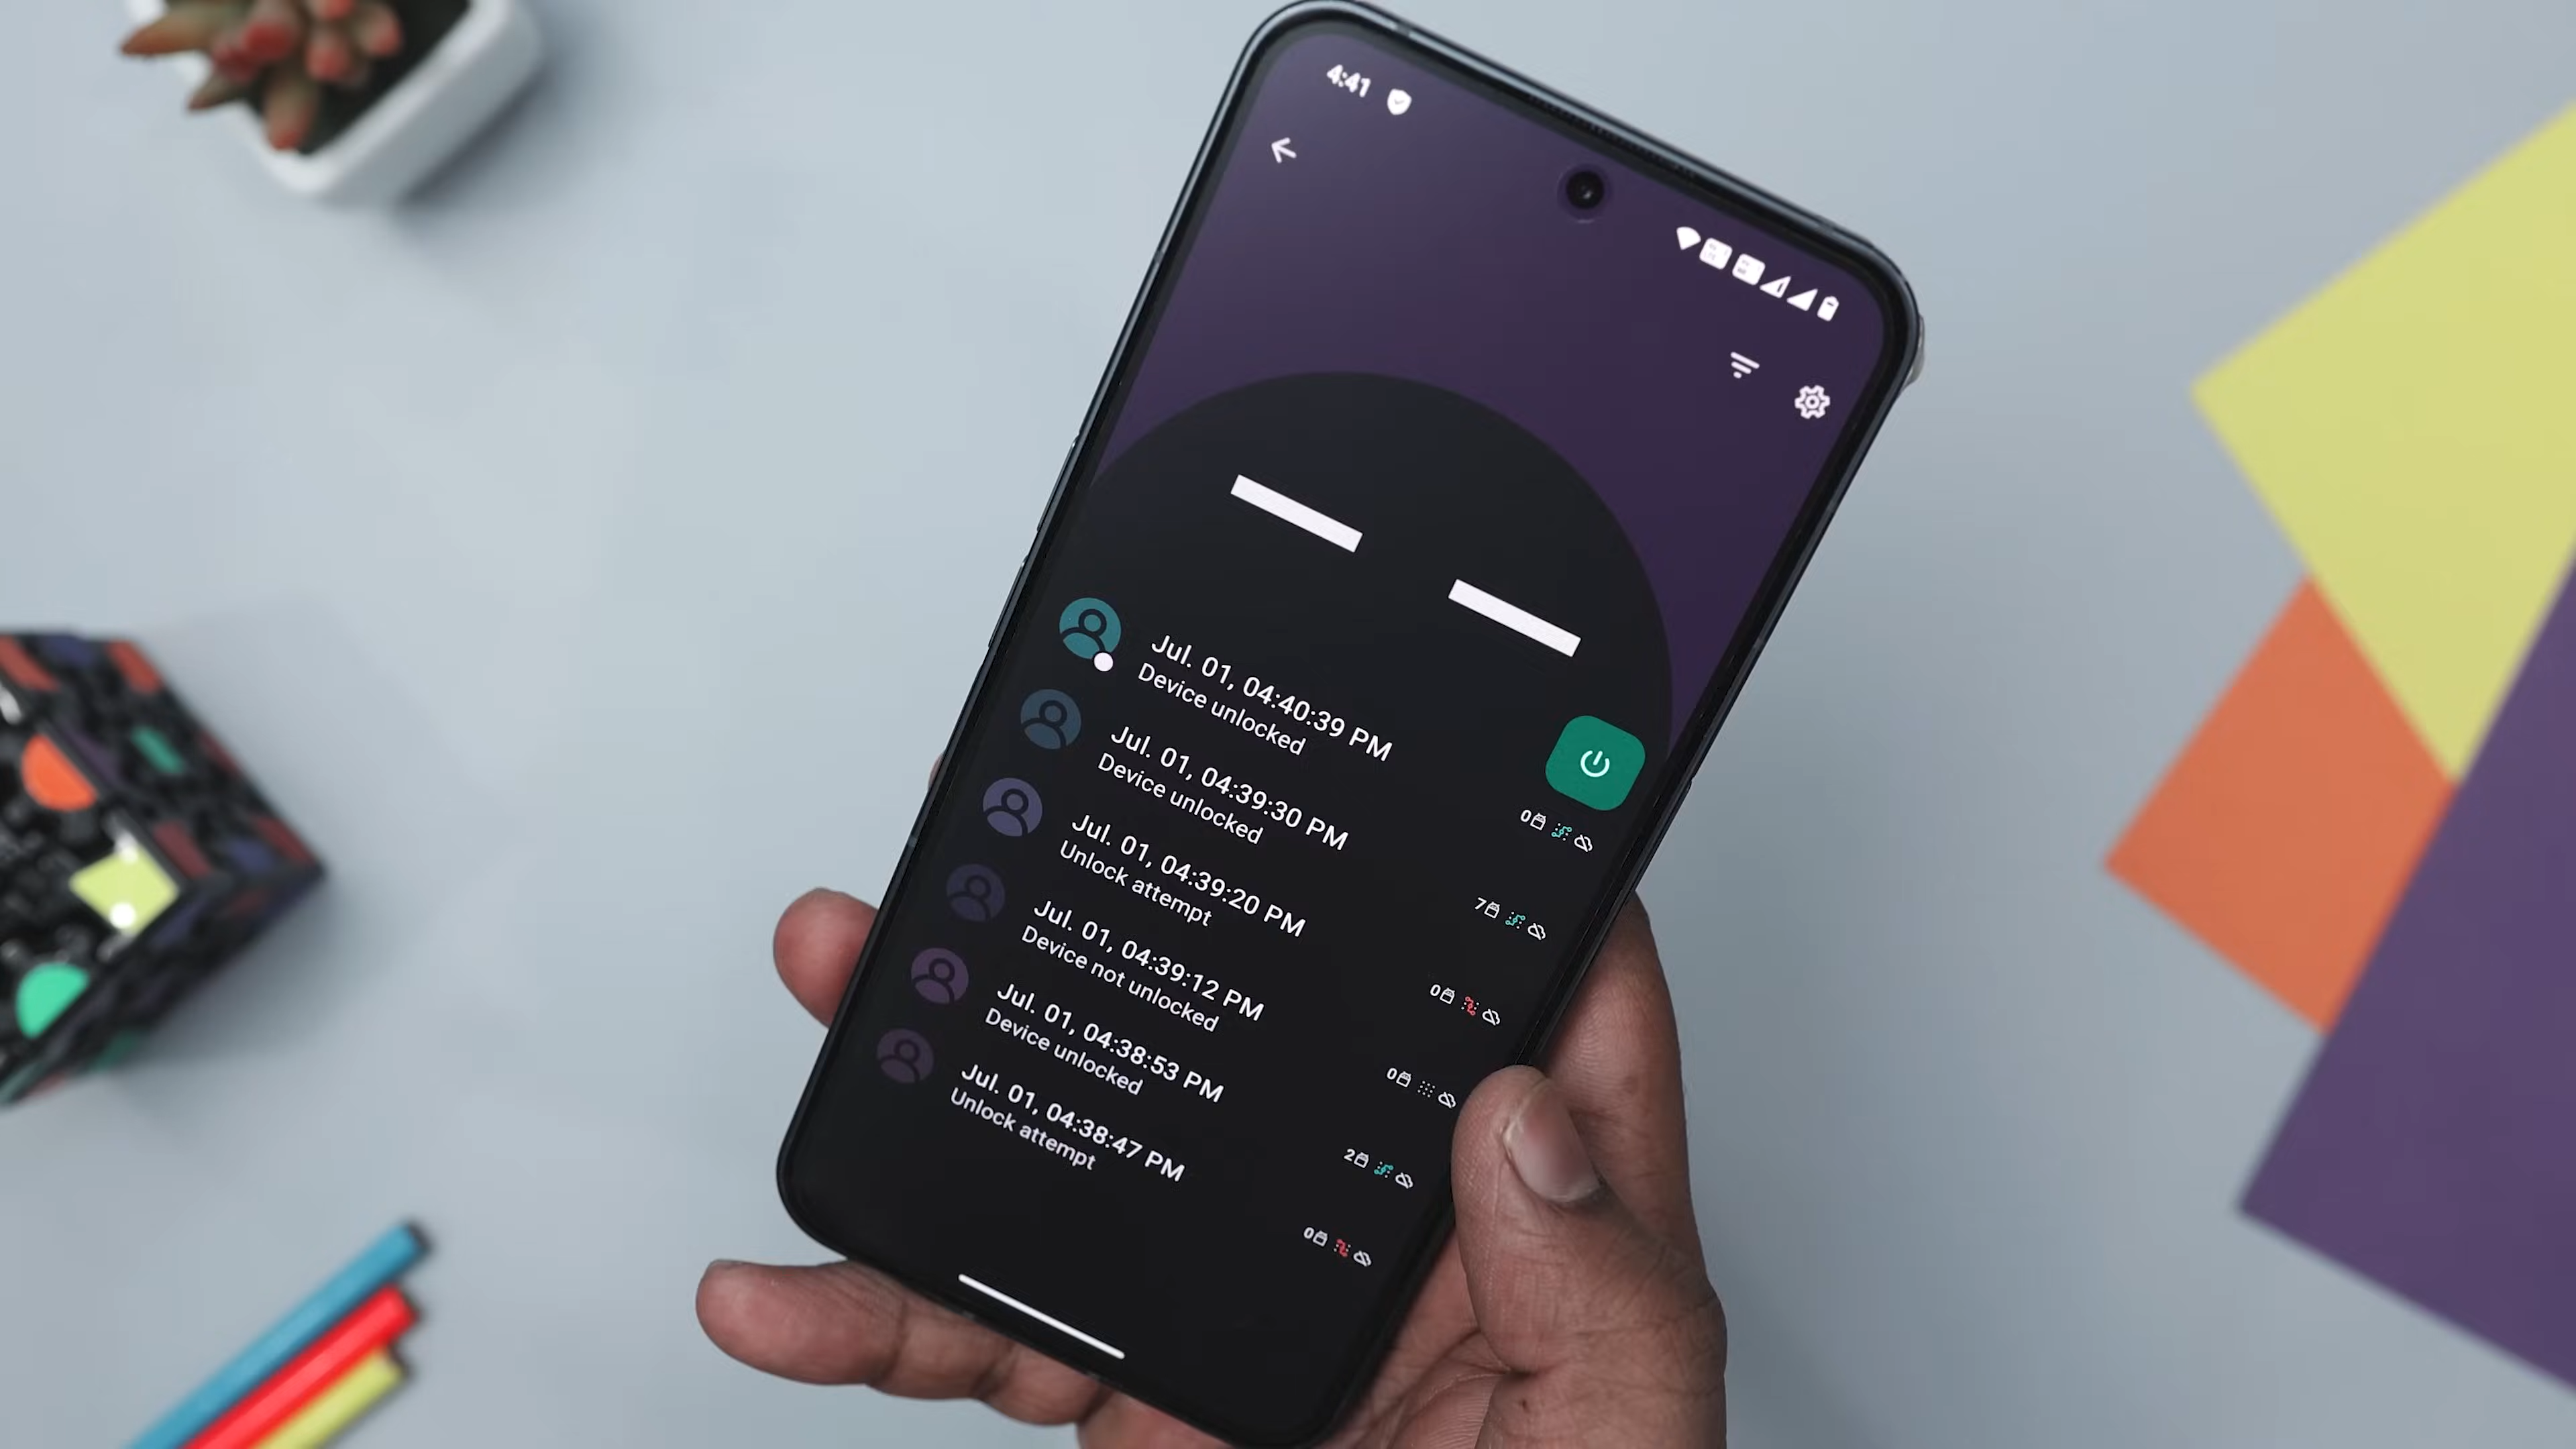 4:41
Jul. 01, 04:40:39 PM
Device unlocked
0
Jul. 01, 04:39:30 PM
Device unlocked
7
Jul. 01, 04:39:20 PM
Unlock attempt
0
Jul. 01, 04:39:12 PM
Device not unlocked
0
Jul. 01, 04:38:53 PM
Device unlocked
2
Jul. 01, 04:38:47 PM
Unlock attempt
0